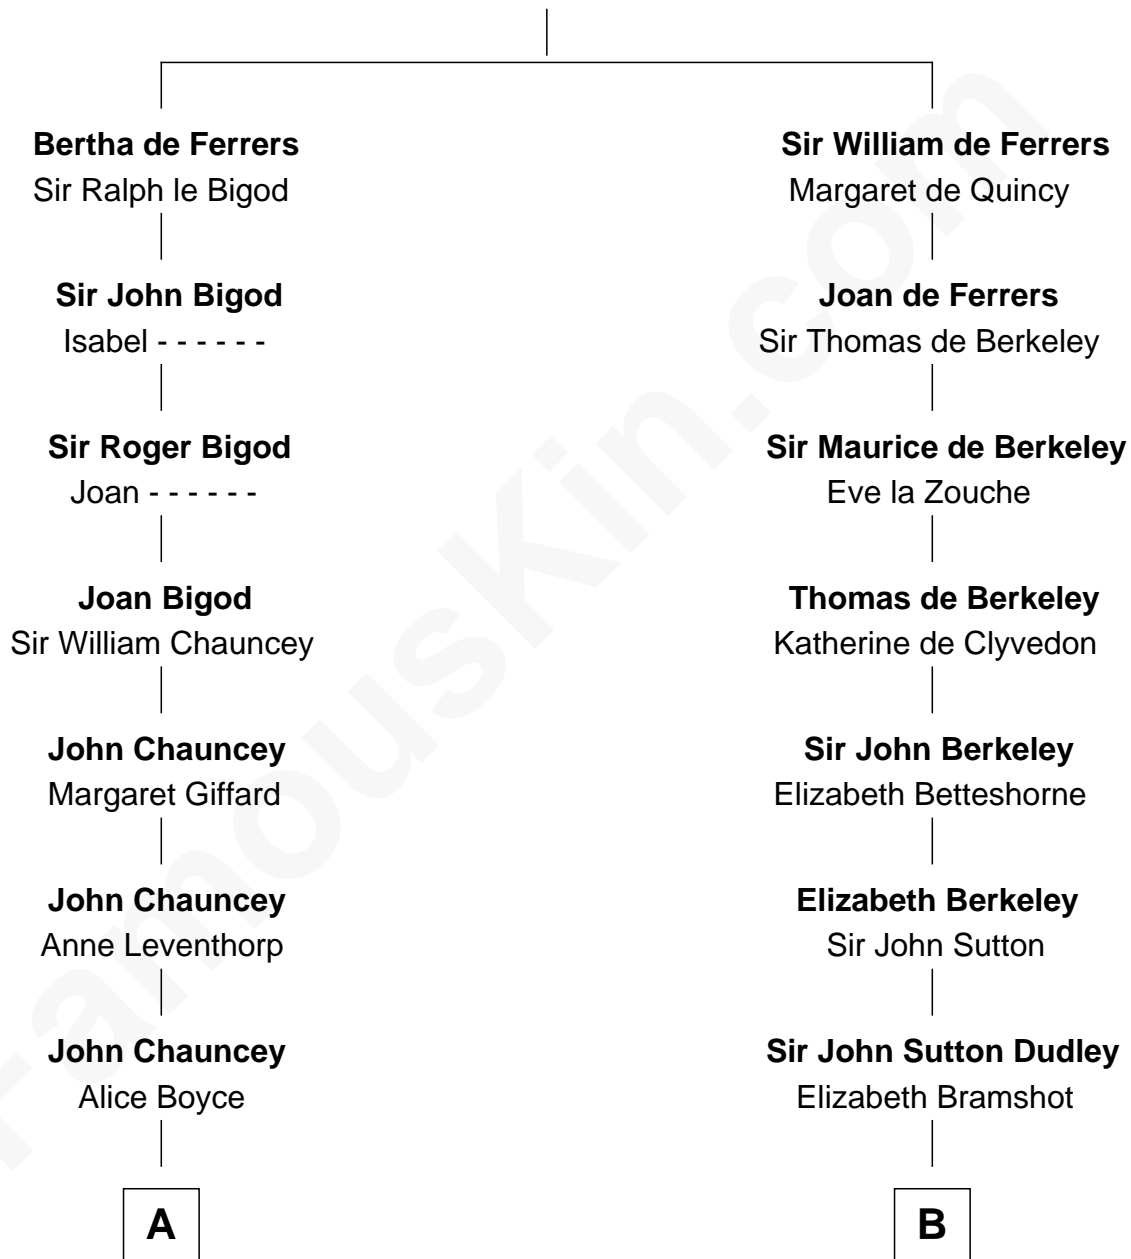 Bertha de Ferrers
Sir Ralph le Bigod
Sir John Bigod
Isabel - - - - - -
Sir Roger Bigod
Joan - - - - - -
Joan Bigod
Sir William Chauncey
John Chauncey
Margaret Giffard
John Chauncey
Anne Leventhorp
John Chauncey
Alice Boyce
A
Sir William de Ferrers
Margaret de Quincy
Joan de Ferrers
Sir Thomas de Berkeley
Sir Maurice de Berkeley
Eve la Zouche
Thomas de Berkeley
Katherine de Clyvedon
Sir John Berkeley
Elizabeth Betteshorne
Elizabeth Berkeley
Sir John Sutton
Sir John Sutton Dudley
Elizabeth Bramshot
B
FamousKin.com